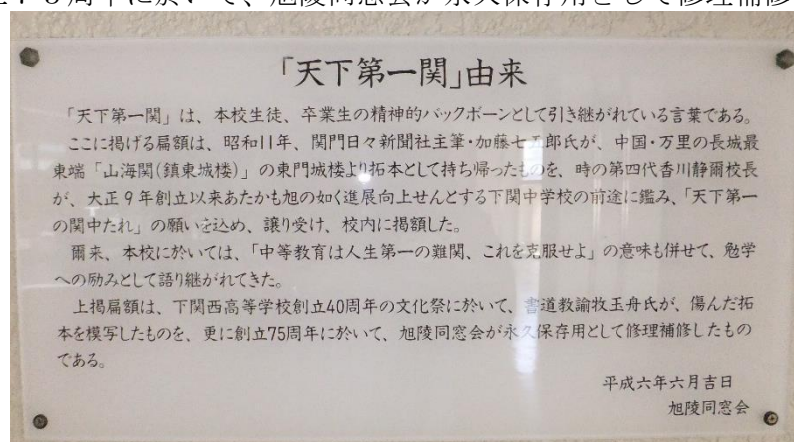 「天下第一関」由来
「天下第一関」は、本校生徒、卒業生の精神的バックボーンとして引き継がれている言葉である。
ここに掲げる扁額は、昭和11年、関門日々新聞社主筆・加藤七五郎氏が、中国・万里の長城最
東端「山海関(鎮東城楼)」の東門城楼より拓本として持ち帰ったものを、時の第四代香川静爾校長
が、大正9年創立以来あたかも旭の如く進展向上せんとする下関中学校の前途に鑑み、「天下第一
の関中たれ」の願いを込め、譲り受け、校内に掲額した。
爾来、本校に於いては、「中等教育は人生第一の難関、これを克服せよ」の意味も併せて、勉学
への励みとして語り継がれてきた。
上掲扁額は、下関西高等学校創立40周年の文化祭に於いて、書道教諭牧玉舟氏が、傷んだ拓
本を模写したものを、更に創立75周年に於いて、旭陵同窓会が永久保存用として修理補修したもの
である。
平成六年六月吉日
旭陵同窓会